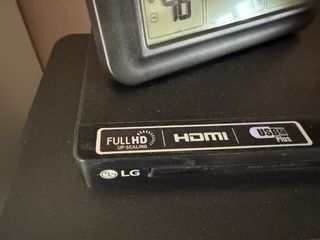 FULL HD
UP-SCALING
HDMI
USB
Plus
LG